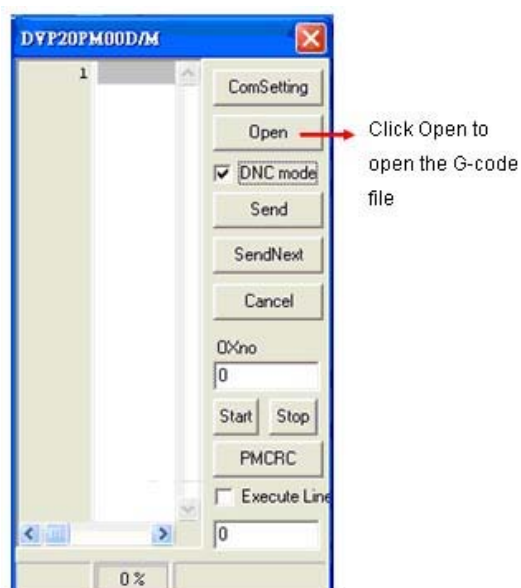 DVP20PM00D/M
1
ComSetting
Open
Click Open to
open the G-code
file
DNC mode
Send
SendNext
Cancel
OXno
0
Start Stop
PMCRC
Execute Line
0
0 %